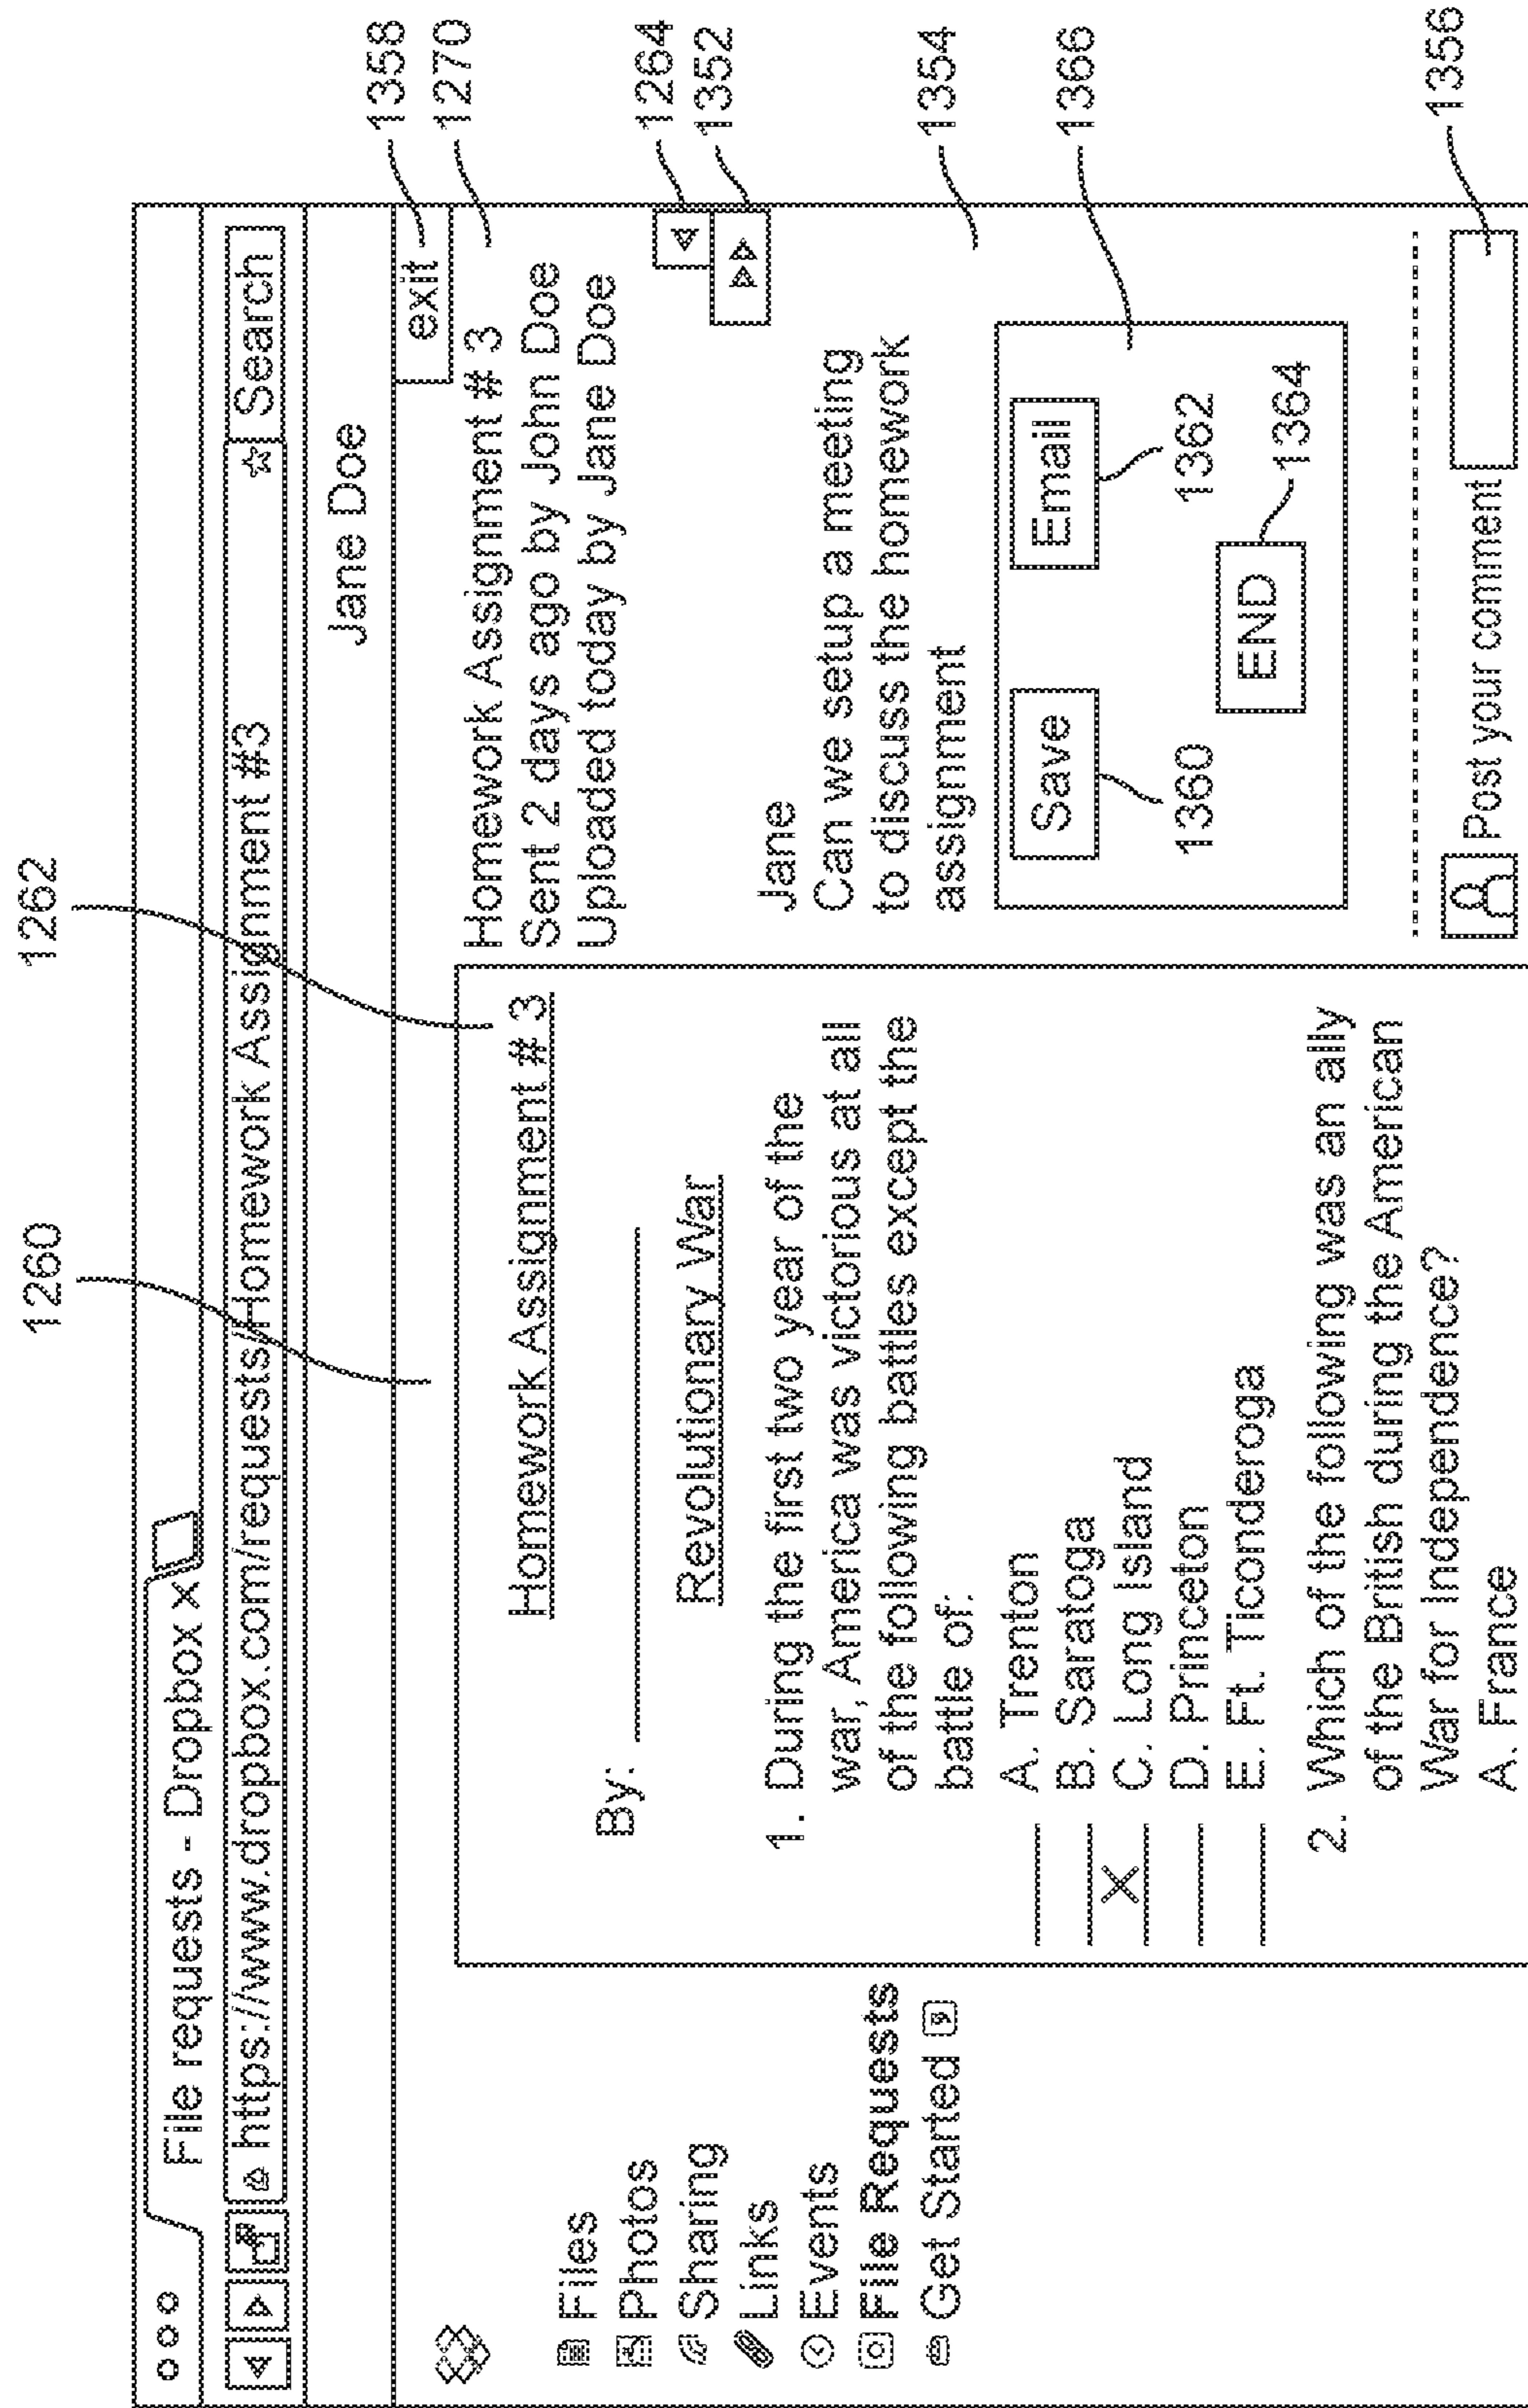 1260
1262
File requests - Dropbox x
https://www.dropbox.com/requests/Homework Assignment #3
Search
Jane Doe
exit
1358
1270
Files
Photos
Sharing
Links
Events
File Requests
Get Started
Homework Assignment # 3
By:
Revolutionary War
1. During the first two year of the
war, America was victorious at all
of the following battles except the
battle of:
A. Trenton
B. Saratoga
X C. Long Island
D. Princeton
E. Ft. Ticonderoga
2. Which of the following was an ally
of the British during the American
War for Independence?
A. France
Homework Assignment # 3
Sent 2 days ago by John Doe
Uploaded today by Jane Doe
1264
1352
Jane
Can we setup a meeting
to discuss the homework
assignment
1354
Save
Email
1366
1360
1362
END
1364
Post your comment
1356